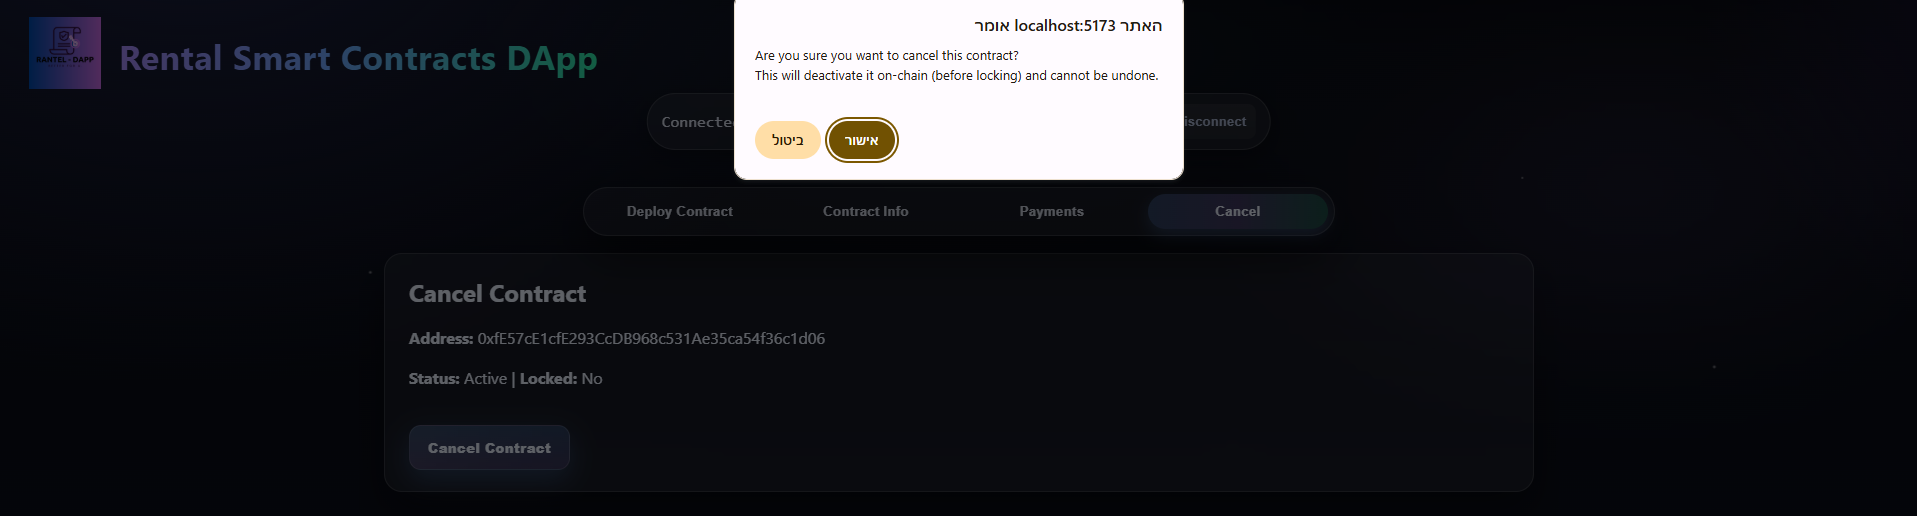 RANTEL - DAPP
Rental Smart Contracts DApp
האתר localhost:5173 אומר
Are you sure you want to cancel this contract?
This will deactivate it on-chain (before locking) and cannot be undone.
ביטול
אישור
Connected
isconnect
Deploy Contract
Contract Info
Payments
Cancel
Cancel Contract
Address: 0xfE57cE1cfE293CcDB968c531Ae35ca54f36c1d06
Status: Active | Locked: No
Cancel Contract